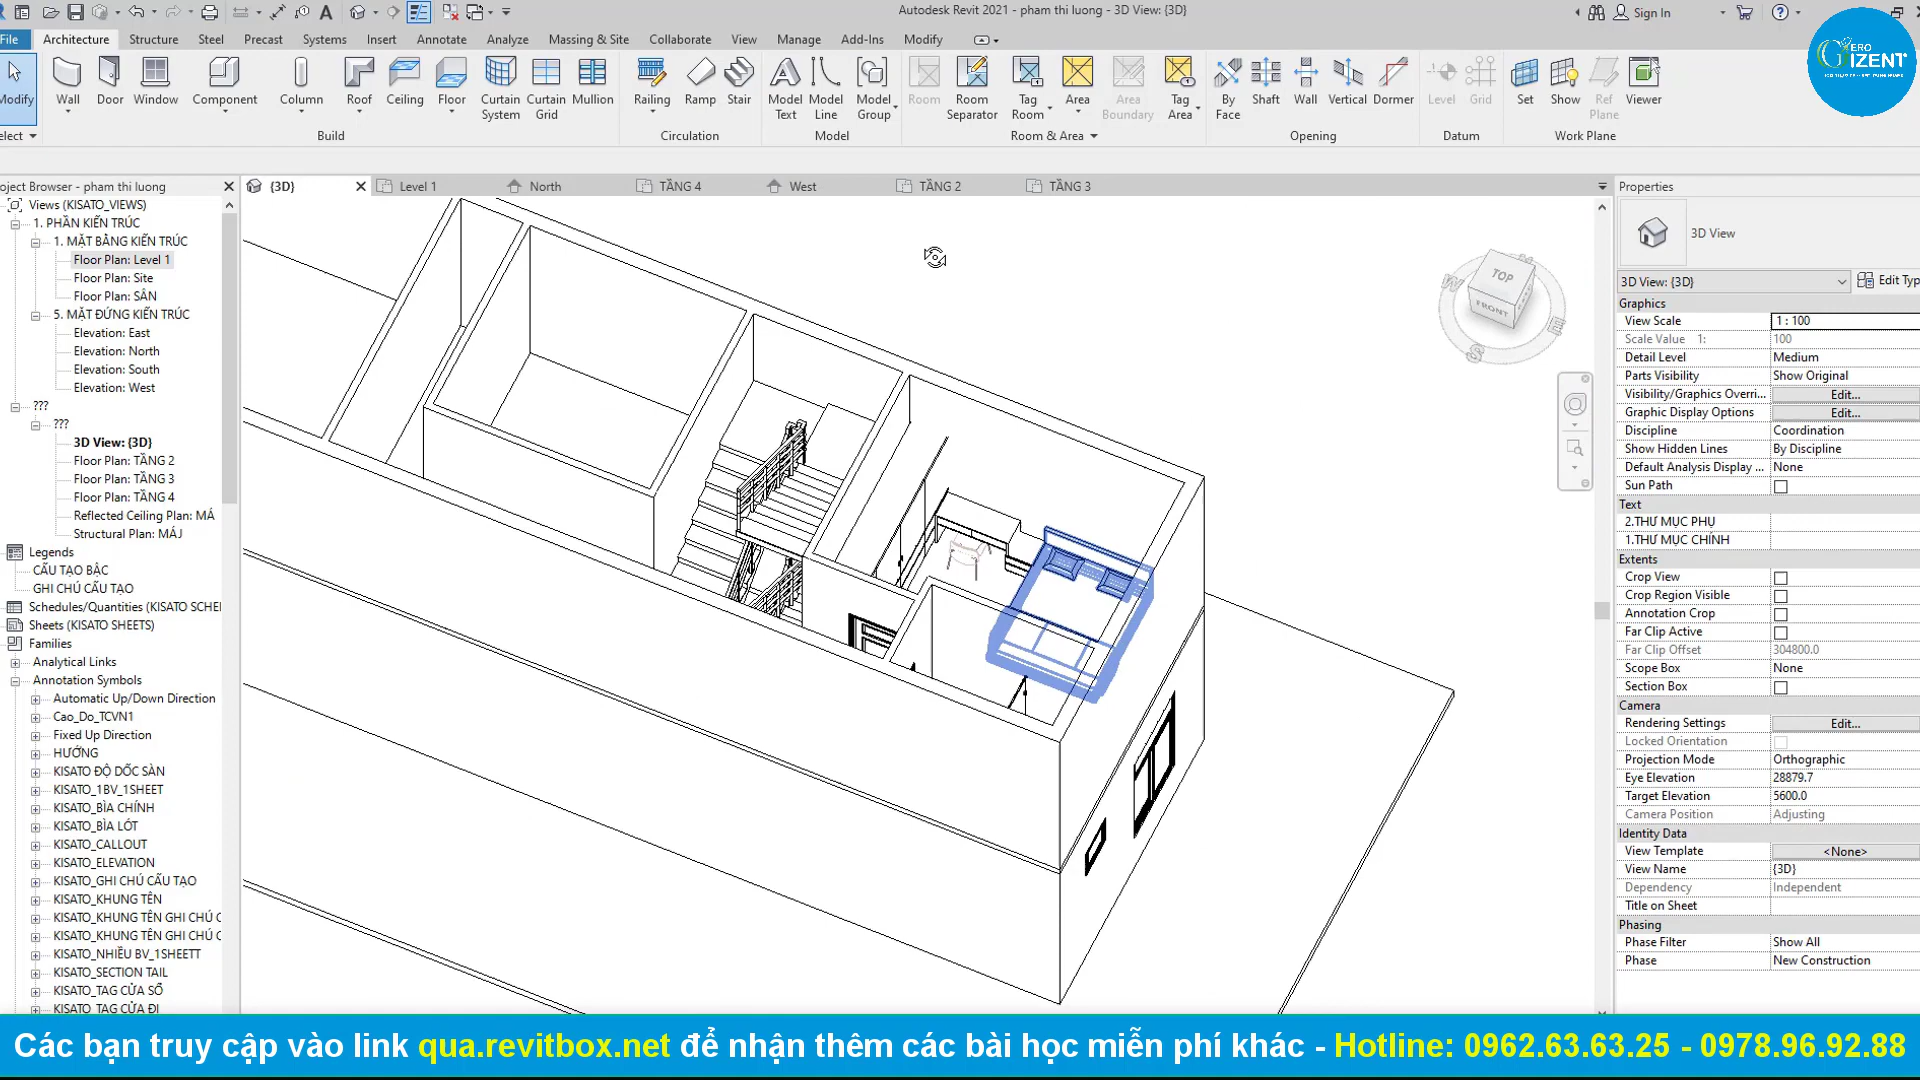 Autodesk Revit 2021 - pham thi luong - 3D View: {3D}
Sign In
File
Architecture
Structure
Steel
Precast
Systems
Insert
Annotate
Analyze
Massing & Site
Collaborate
View
Manage
Add-Ins
Modify
ERO
GIZENT
Modify
Wall
Door
Window
Component
Column
Roof
Ceiling
Floor
Curtain System
Curtain Grid
Mullion
Railing
Ramp
Stair
Model Text
Model Line
Model Group
Room
Room Separator
Tag Room
Area
Area Boundary
Tag Area
By Face
Shaft
Wall
Vertical
Dormer
Level
Grid
Set
Show
Ref Plane
Viewer
elect
Build
Circulation
Model
Room & Area
Opening
Datum
Work Plane
oject Browser - pham thi luong
{3D}
Level 1
North
TẦNG 4
West
TẦNG 2
TẦNG 3
Views (KISATO_VIEWS)
1. PHẦN KIẾN TRÚC
1. MẶT BẰNG KIẾN TRÚC
Floor Plan: Level 1
Floor Plan: Site
Floor Plan: SÂN
5. MẶT ĐỨNG KIẾN TRÚC
Elevation: East
Elevation: North
Elevation: South
Elevation: West
???
???
3D View: {3D}
Floor Plan: TẦNG 2
Floor Plan: TẦNG 3
Floor Plan: TẦNG 4
Reflected Ceiling Plan: MÁ
Structural Plan: MÁJ
Legends
CẤU TẠO BẬC
GHI CHÚ CẤU TẠO
Schedules/Quantities (KISATO SCHEI
Sheets (KISATO SHEETS)
Families
Analytical Links
Annotation Symbols
Automatic Up/Down Direction
Cao_Do_TCVN1
Fixed Up Direction
HƯỚNG
KISATO ĐỘ DỐC SÀN
KISATO_1BV_1SHEET
KISATO_BÌA CHÍNH
KISATO_BÌA LÓT
KISATO_CALLOUT
KISATO_ELEVATION
KISATO_GHI CHÚ CẤU TẠO
KISATO_KHUNG TÊN
KISATO_KHUNG TÊN GHI CHÚ C
KISATO_KHUNG TÊN GHI CHÚ C
KISATO_NHIỀU BV_1SHEETT
KISATO_SECTION TAIL
KISATO_TAG CỬA SỔ
KISATO_TAG CỬA ĐI
TOP
FRONT
W
N
S
E
Properties
3D View
3D View: {3D}
Edit Typ
Graphics
View Scale 1 : 100
Scale Value 1: 100
Detail Level Medium
Parts Visibility Show Original
Visibility/Graphics Overri... Edit...
Graphic Display Options Edit...
Discipline Coordination
Show Hidden Lines By Discipline
Default Analysis Display ... None
Sun Path
Text
2.THƯ MỤC PHỤ
1.THƯ MỤC CHÍNH
Extents
Crop View
Crop Region Visible
Annotation Crop
Far Clip Active
Far Clip Offset 304800.0
Scope Box None
Section Box
Camera
Rendering Settings Edit...
Locked Orientation
Projection Mode Orthographic
Eye Elevation 28879.7
Target Elevation 5600.0
Camera Position Adjusting
Identity Data
View Template <None>
View Name {3D}
Dependency Independent
Title on Sheet
Phasing
Phase Filter Show All
Phase New Construction
Các bạn truy cập vào link qua.revitbox.net để nhận thêm các bài học miễn phí khác - Hotline: 0962.63.63.25 - 0978.96.92.88